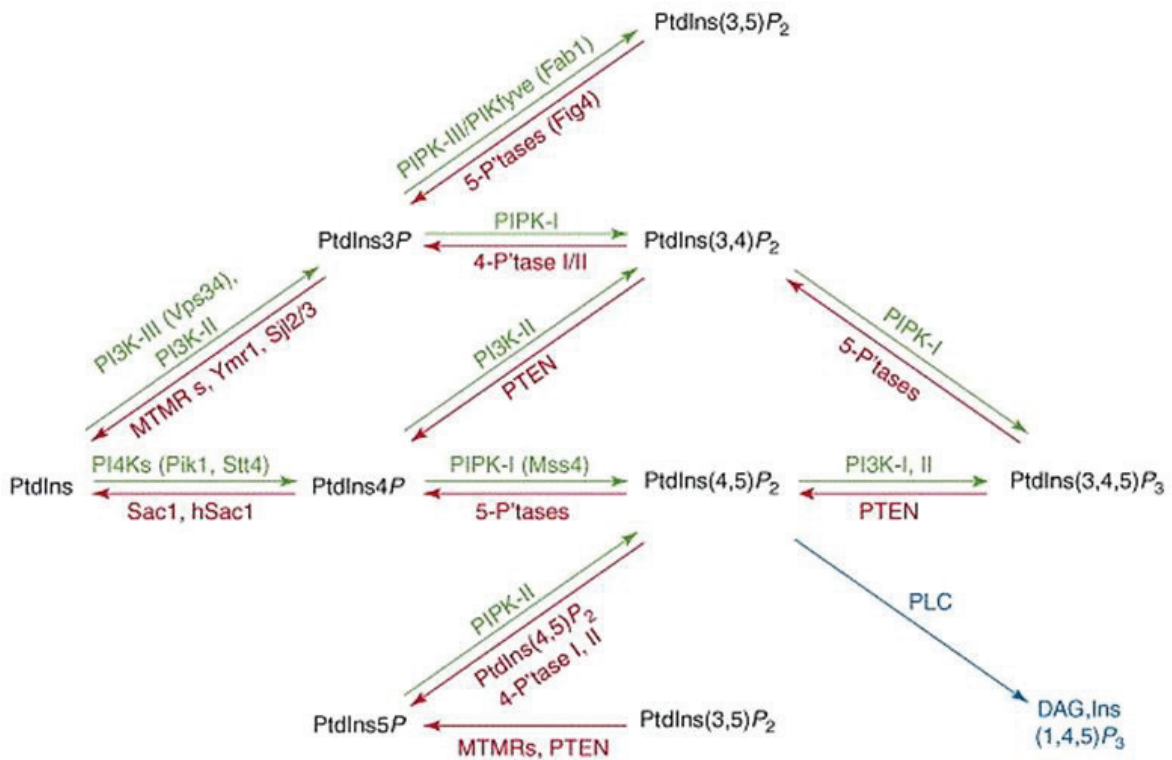 PtdIns(3,5)P₂
PIPK-III/PIKfyve (Fab1)
5-P'tases (Fig4)
PtdIns3P
PIPK-I
4-P'tase I/II
PtdIns(3,4)P₂
PI3K-III (Vps34),
PI3K-II
MTMR s, Ymr1, Sjl2/3
PI3K-II
PTEN
PIPK-I
5-P'tases
PtdIns
PI4Ks (Pik1, Stt4)
Sac1, hSac1
PtdIns4P
PIPK-I (Mss4)
5-P'tases
PtdIns(4,5)P₂
PI3K-I, II
PTEN
PtdIns(3,4,5)P₃
PIPK-II
PtdIns(4,5)P₂
4-P'tase I, II
PLC
PtdIns5P
MTMRs, PTEN
PtdIns(3,5)P₂
DAG,Ins
(1,4,5)P₃